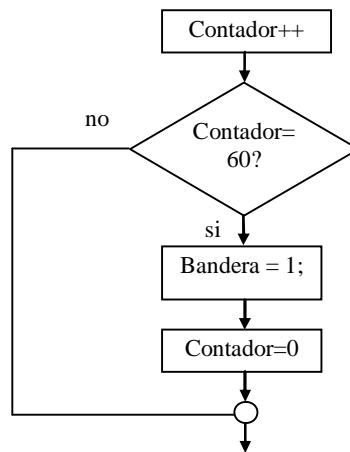 Contador++
no
Contador=
60?
si
Bandera = 1;
Contador=0